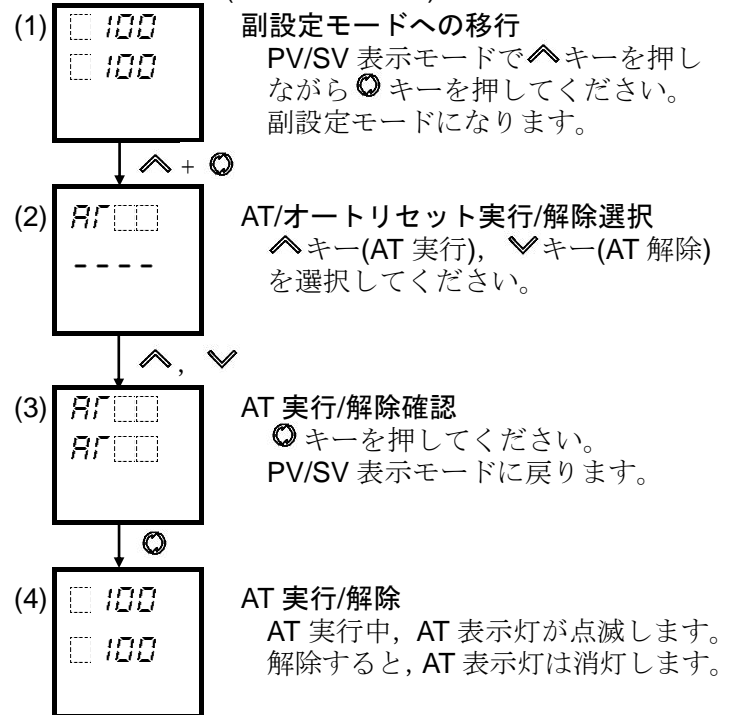 (1) 100 副設定モードへの移行
100 PV/SV 表示モードで∧キーを押し
ながら キーを押してください。
副設定モードになります。
∧ +
(2) AT AT/オートリセット実行/解除選択
---- ∧キー(AT 実行), ∨キー(AT 解除)
を選択してください。
∧, ∨
(3) AT AT 実行/解除確認
AT キーを押してください。
PV/SV 表示モードに戻ります。
(4) 100 AT 実行/解除
100 AT 実行中, AT 表示灯が点滅します。
解除すると, AT 表示灯は消灯します。